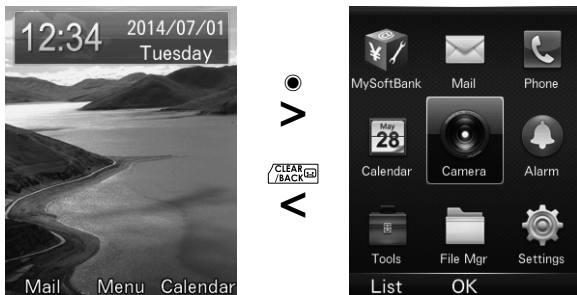 12:34
2014/07/01
Tuesday
Mail Menu Calendar
>
CLEAR
/BACK
<
¥
MySoftBank Mail Phone
May
28
Calendar Camera Alarm
Tools File Mgr Settings
List OK